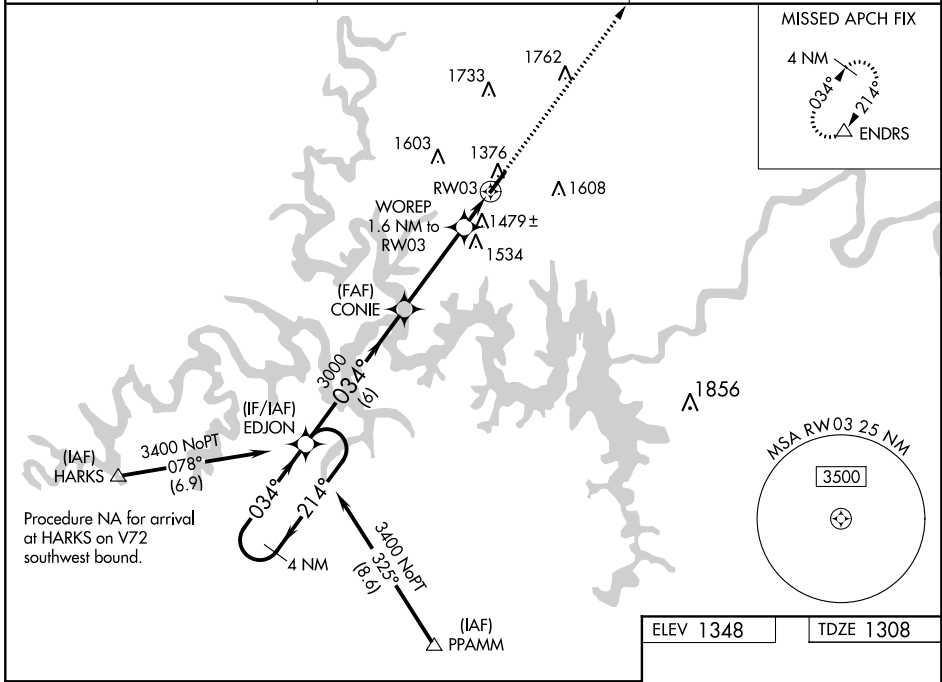 MISSED APCH FIX
4 NM
034°
214°
ENDRS
1762
1733
1603
1376
RW03
1608
WOREP
1.6 NM to
RW03
1479±
1534
(FAF)
CONIE
3000
034°
(6)
1856
(IF/IAF)
EDJON
(IAF)
HARKS
3400 NoPT
078°
(6.9)
034°
214°
4 NM
Procedure NA for arrival
at HARKS on V72
southwest bound.
3400 NoPT
325°
(8.6)
(IAF)
PPAMM
MSA RW03 25 NM
3500
ELEV 1348
TDZE 1308